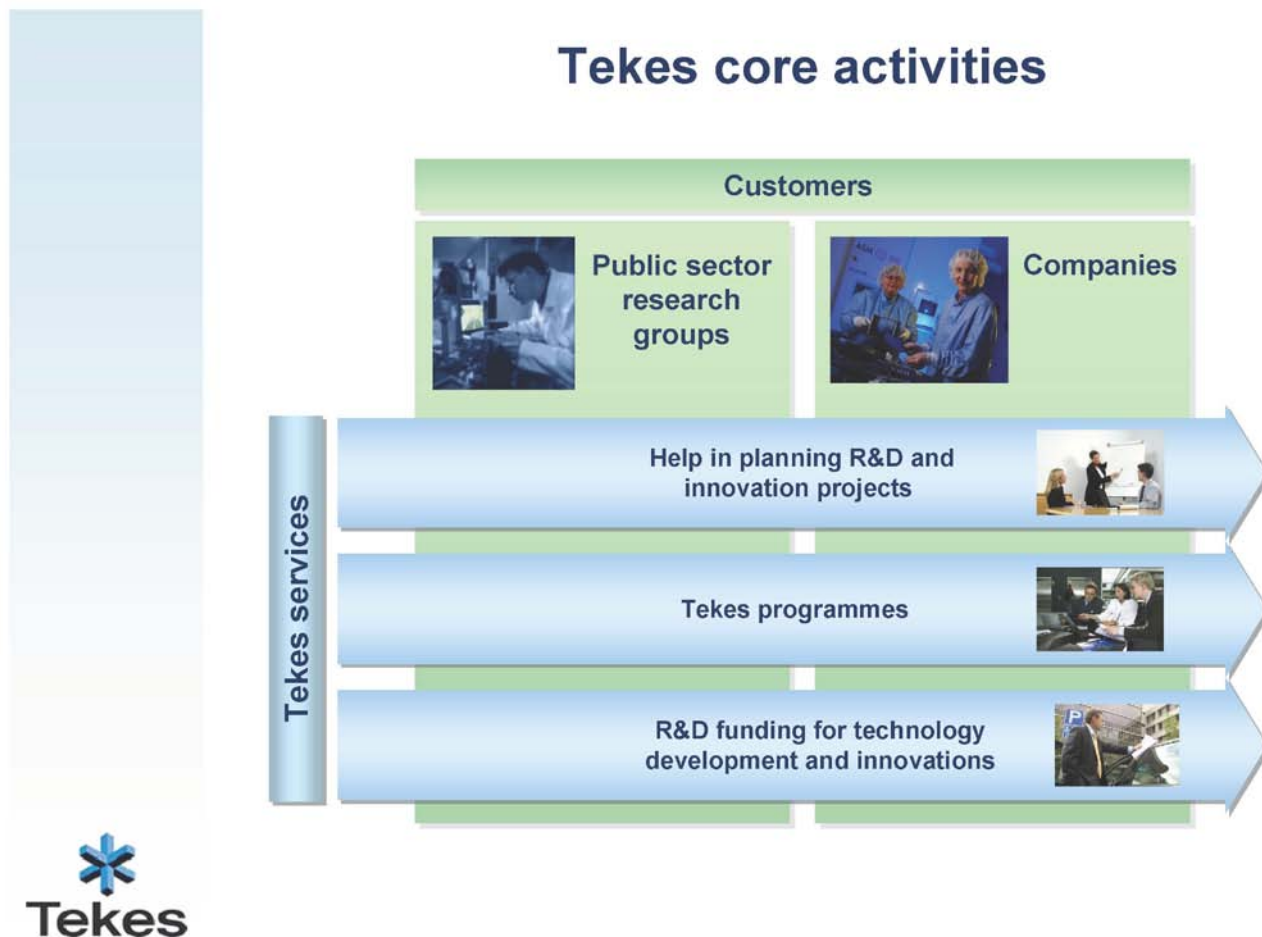 Tekes core activities
Customers
Public sector
research
groups
Companies
Tekes services
Help in planning R&D and
innovation projects
Tekes programmes
R&D funding for technology
development and innovations
P
Tekes